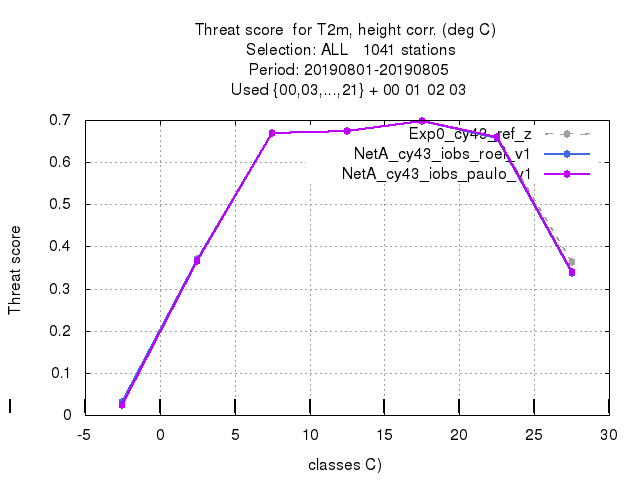 Threat score  for T2m, height corr. (deg C)
Selection: ALL   1041 stations
Period: 20190801-20190805
Used {00,03,...,21} + 00 01 02 03
Exp0_cy43_ref_z
NetA_cy43_iobs_roel_v1
NetA_cy43_iobs_paulo_v1
0.7
0.6
0.5
0.4
0.3
0.2
0.1
0
Threat score
-5 0 5 10 15 20 25 30
classes C)